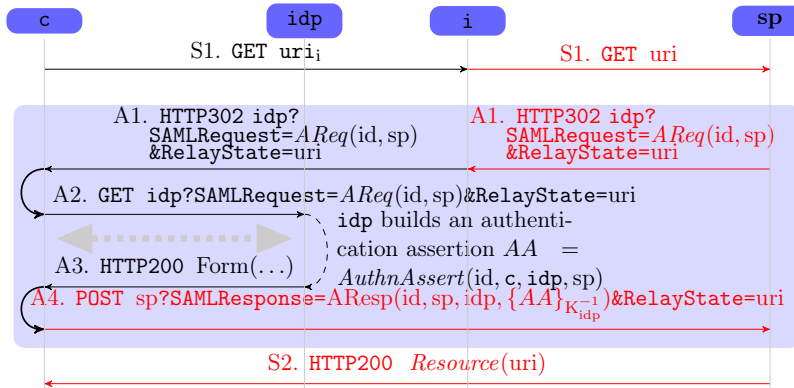 c idp i sp
S1. GET uri_i S1. GET uri
A1. HTTP302 idp? A1. HTTP302 idp?
SAMLRequest=AReq(id, sp) SAMLRequest=AReq(id, sp)
&RelayState=uri &RelayState=uri
A2. GET idp?SAMLRequest=AReq(id, sp)&RelayState=uri
idp builds an authenti-
cation assertion AA =
A3. HTTP200 Form(...) AuthnAssert(id, c, idp, sp)
A4. POST sp?SAMLResponse=AResp(id, sp, idp, {AA}_{K_{idp}^{-1}})&RelayState=uri
S2. HTTP200 Resource(uri)